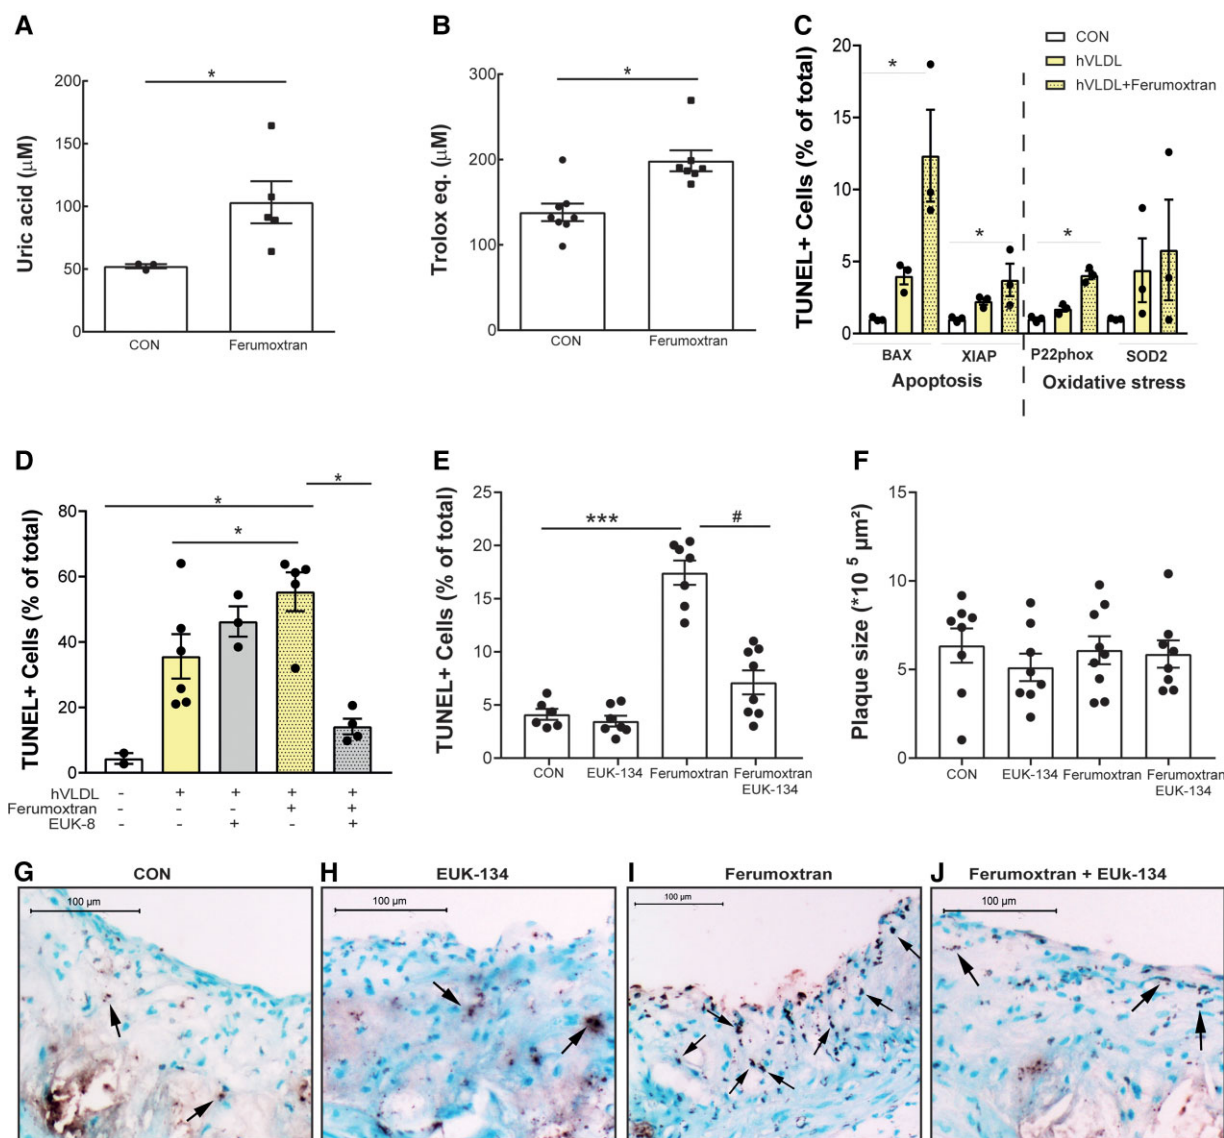 A
Uric acid (µM)
200
150
100
50
0
*
CON
Ferumoxtran
B
Trolox eq. (µM)
300
200
100
0
*
CON
Ferumoxtran
C
TUNEL+ Cells (% of total)
20
15
10
5
0
CON
hVLDL
hVLDL+Ferumoxtran
*
*
*
BAX
XIAP
P22phox
SOD2
Apoptosis
Oxidative stress
D
TUNEL+ Cells (% of total)
80
60
40
20
0
*
*
*
hVLDL - + + + +
Ferumoxtran - - - + +
EUK-8 - - + - +
E
TUNEL+ Cells (% of total)
25
20
15
10
5
0
***
#
CON
EUK-134
Ferumoxtran
Ferumoxtran
EUK-134
F
Plaque size (*10 5 µm²)
15
10
5
0
CON
EUK-134
Ferumoxtran
Ferumoxtran
EUK-134
G
CON
100 µm
H
EUK-134
100 µm
I
Ferumoxtran
100 µm
J
Ferumoxtran + EUk-134
100 µm